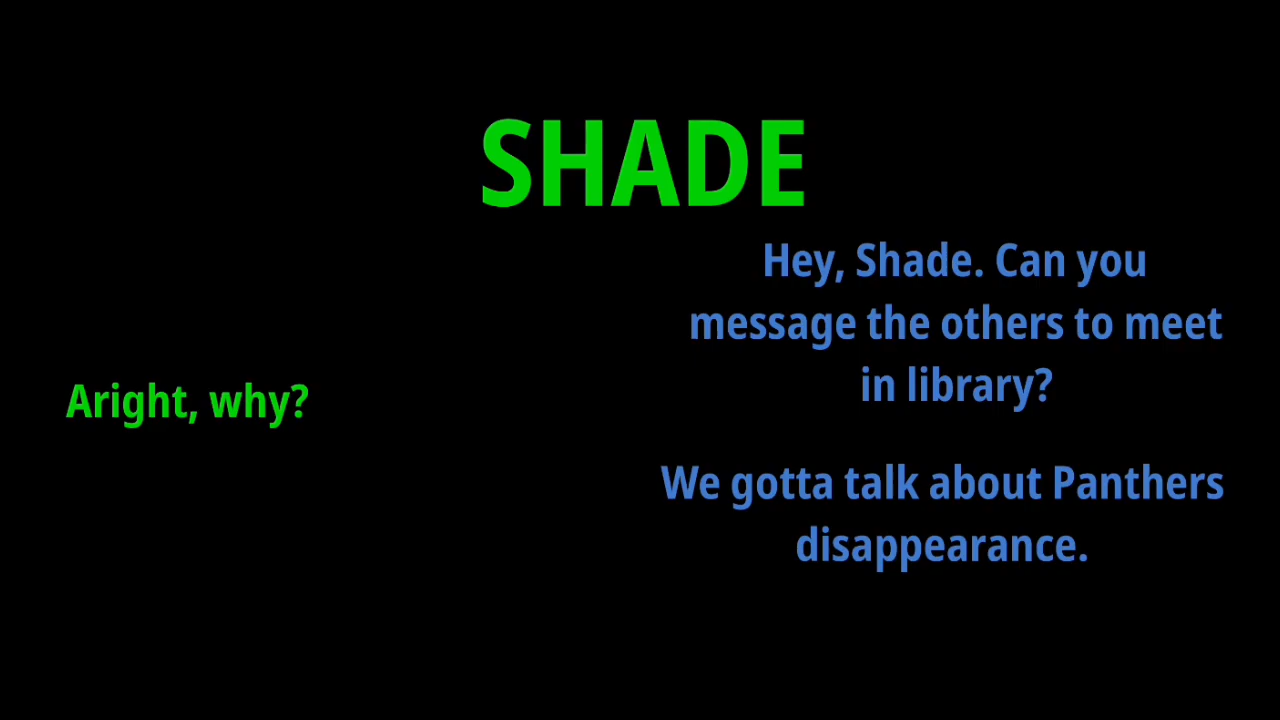 SHADE
Hey, Shade. Can you
message the others to meet
in library?
Aright, why?
We gotta talk about Panthers
disappearance.